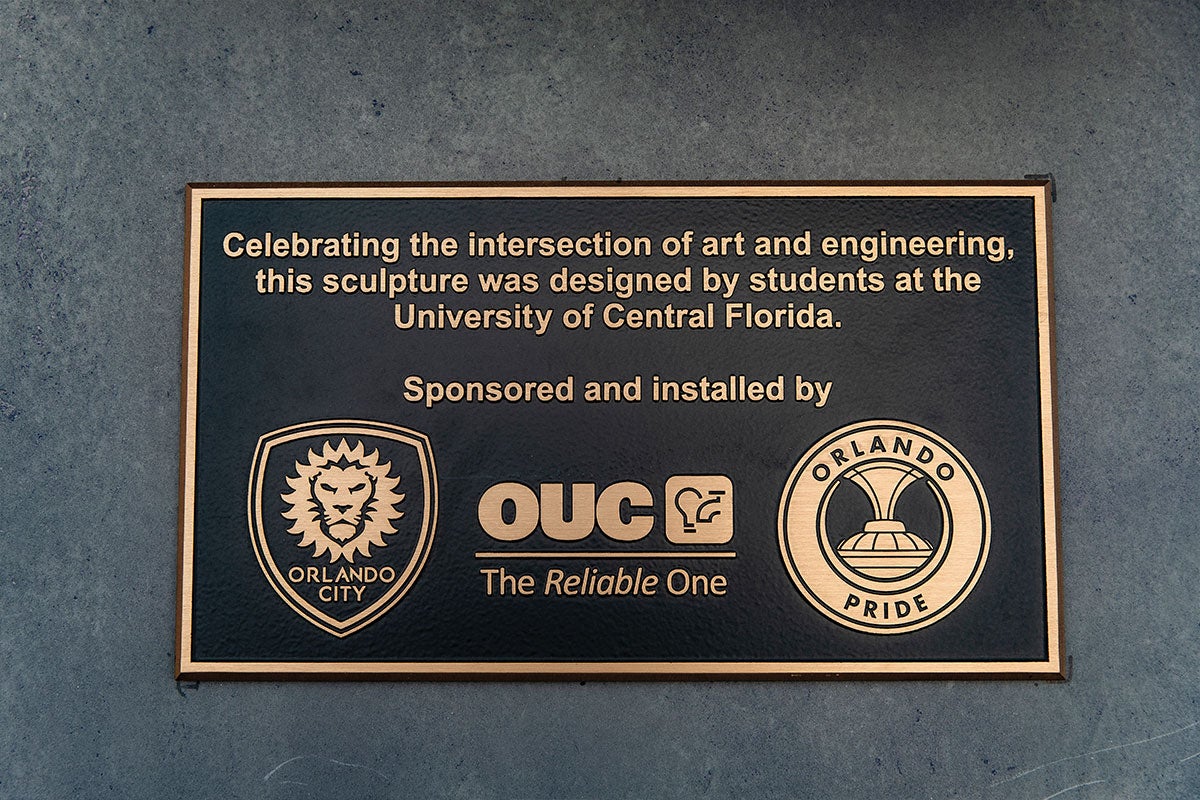 Celebrating the intersection of art and engineering,
this sculpture was designed by students at the
University of Central Florida.
Sponsored and installed by
ORLANDO
CITY
OUC
The Reliable One
ORLANDO
PRIDE